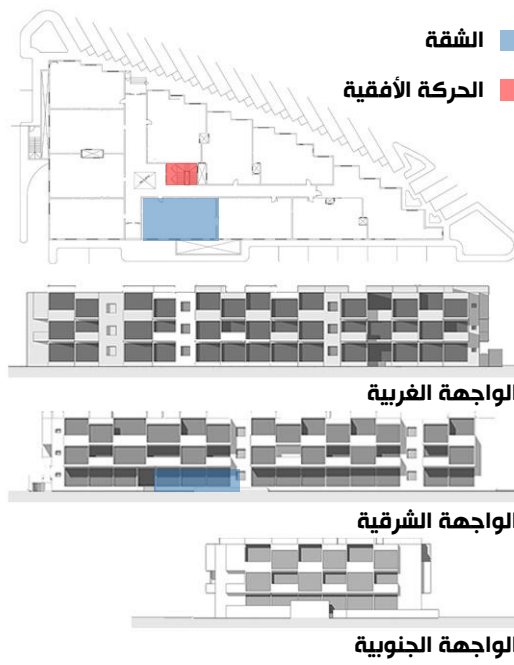 الشقة
الحركة الأفقية
الواجهة الغربية
الواجهة الشرقية
الواجهة الجنوبية